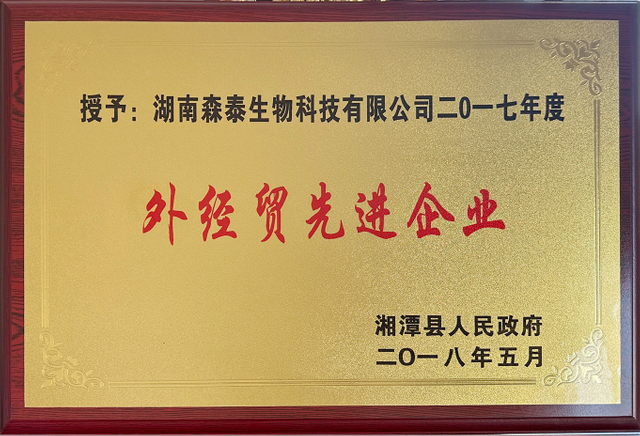 授予：湖南森泰生物科技有限公司二〇一七年度
外经贸先进企业
湘潭县人民政府
二〇一八年五月